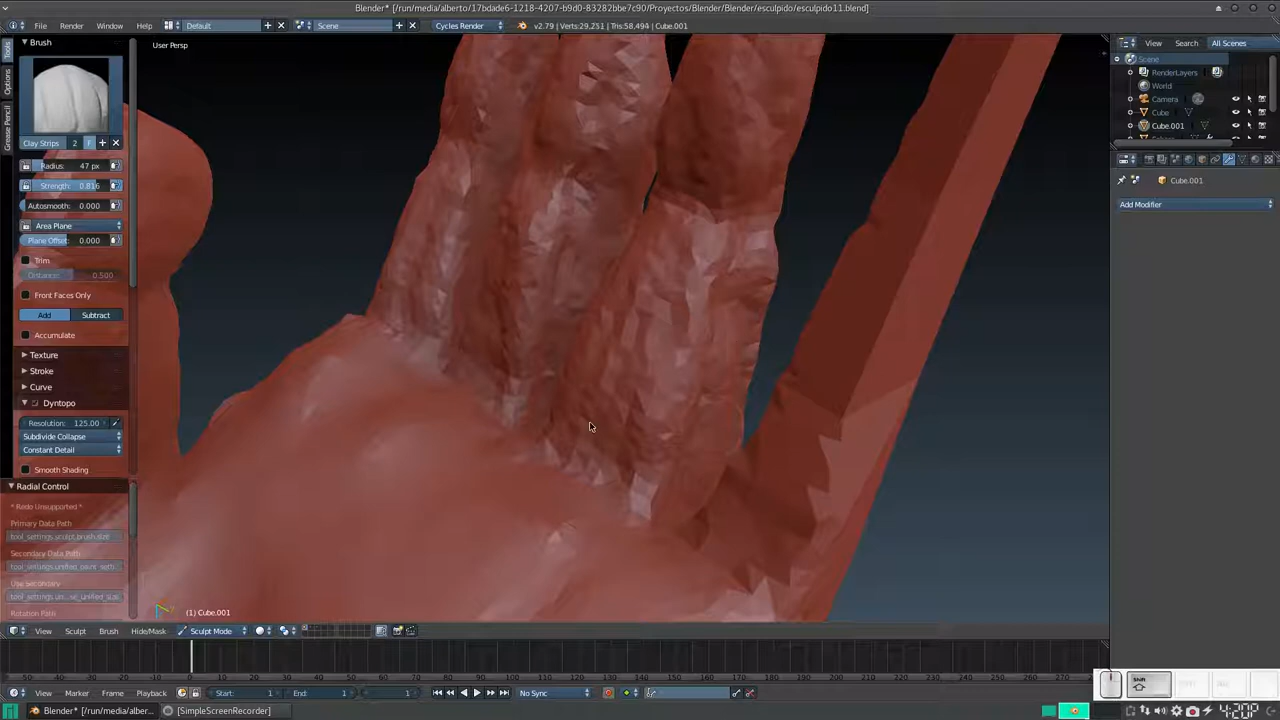 Blender* [/run/media/alberto/17bdade6-1218-4207-b9d0-83282bbe7c90/Proyectos/Blender/Blender/esculpido/esculpido11.blend]
File Render Window Help Default Scene Cycles Render v2.79 | Verts:29,251 | Tris:58,494 | Cube.001
Brush
User Persp
View Search All Scenes
Scene
RenderLayers
World
Camera
Cube
Cube.001
Tools
Options
Grease Pencil
Clay Strips 2 F
Radius: 47 px
Strength: 0.816
Autosmooth: 0.000
Area Plane
Plane Offset: 0.000
Trim
Distance: 0.500
Front Faces Only
Add Subtract
Accumulate
Texture
Stroke
Curve
Dyntopo
Resolution: 125.00
Subdivide Collapse
Constant Detail
Smooth Shading
Cube.001
Add Modifier
Radial Control
* Redo Unsupported *
Primary Data Path
tool_settings.sculpt.brush.size
Secondary Data Path
Use Secondary
Rotation Path
(1) Cube.001
View Sculpt Brush Hide/Mask Sculpt Mode
View Marker Frame Playback Start: 1 End: 1 1 No Sync
Shift
Blender* [/run/media/alber... [SimpleScreenRecorder]